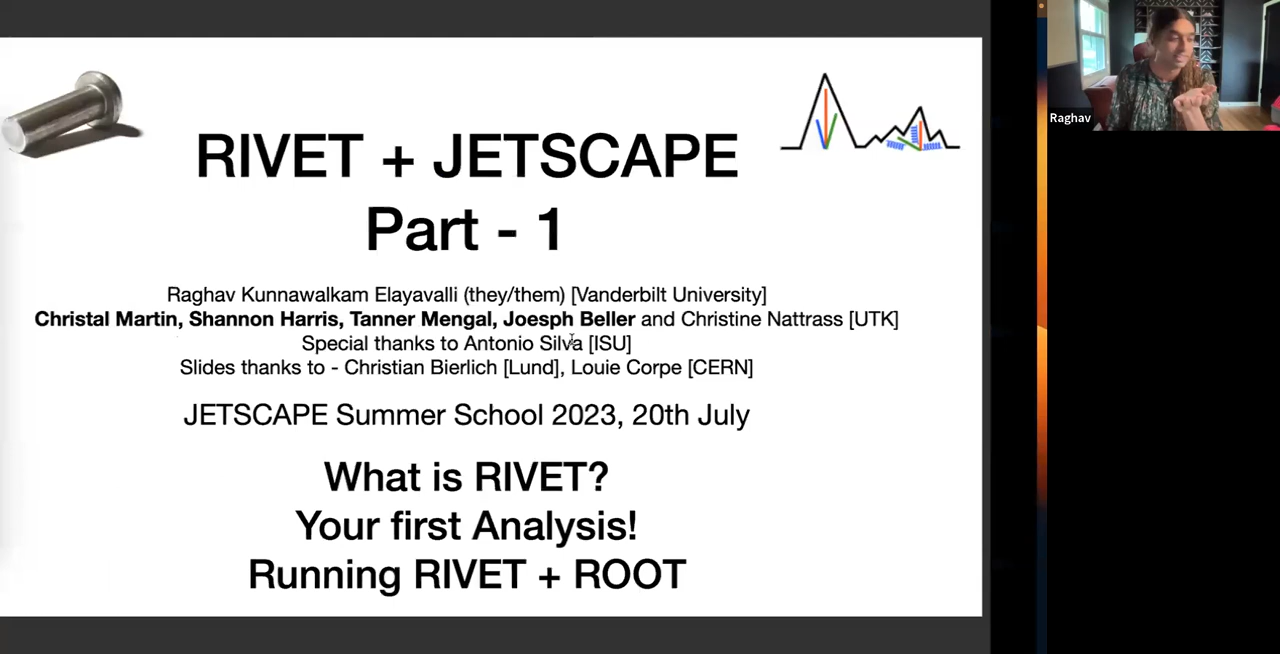 RIVET + JETSCAPE
Part - 1
Raghav Kunnawalkam Elayavalli (they/them) [Vanderbilt University]
Christal Martin, Shannon Harris, Tanner Mengal, Joesph Beller and Christine Nattrass [UTK]
Special thanks to Antonio Silva [ISU]
Slides thanks to - Christian Bierlich [Lund], Louie Corpe [CERN]
JETSCAPE Summer School 2023, 20th July
What is RIVET?
Your first Analysis!
Running RIVET + ROOT
Raghav